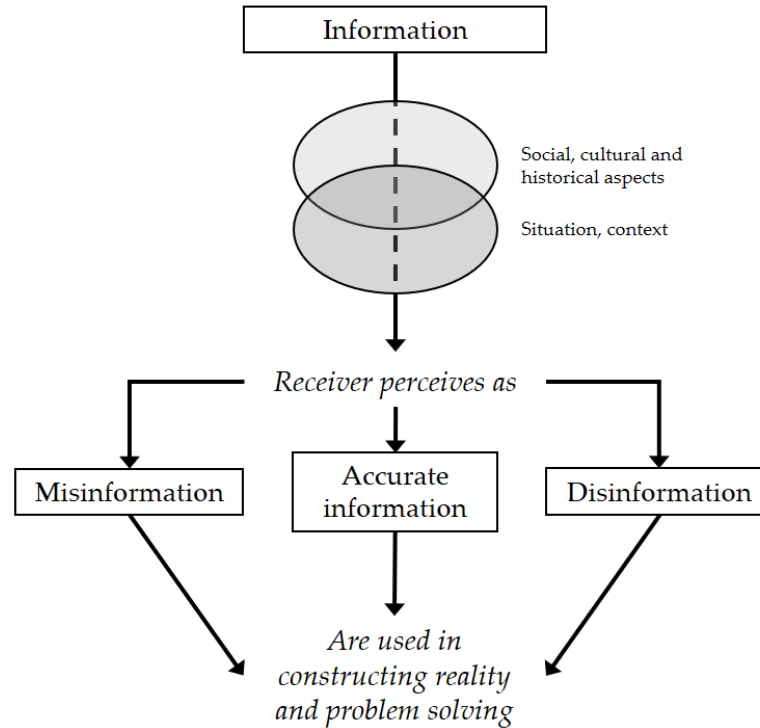 Information
Social, cultural and
historical aspects
Situation, context
Receiver perceives as
Misinformation
Accurate
information
Disinformation
Are used in
constructing reality
and problem solving